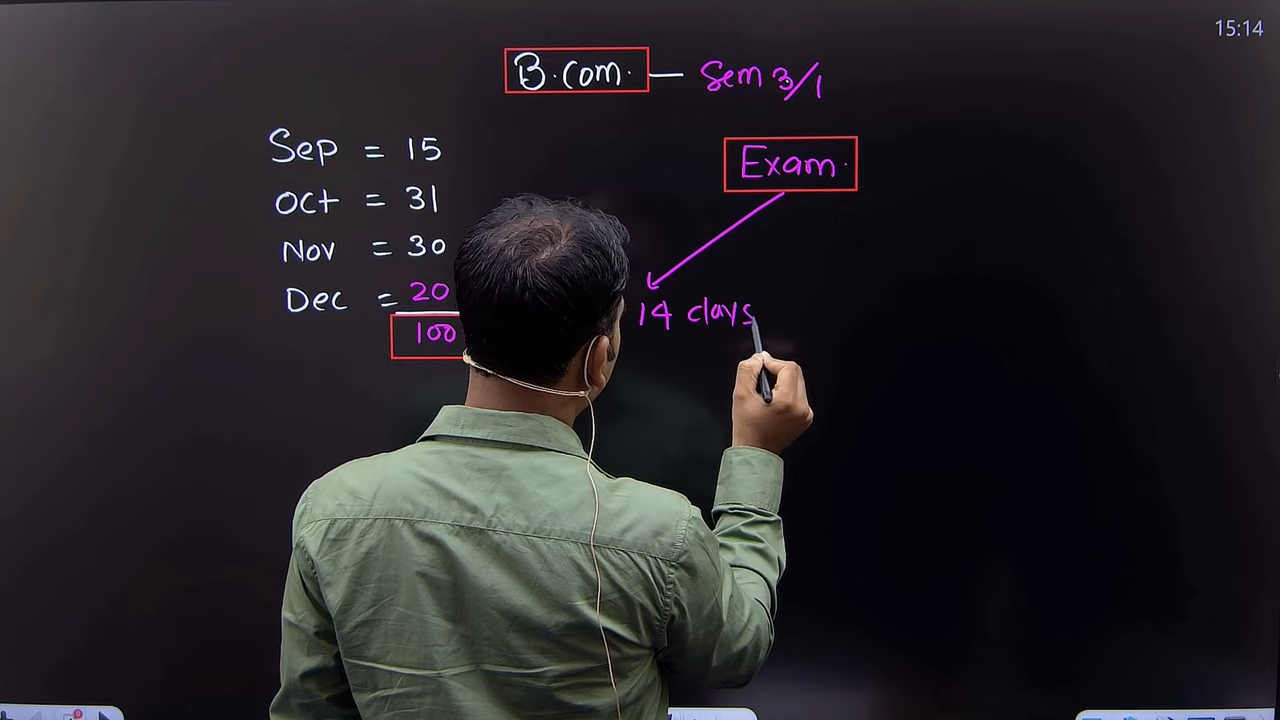 15:14
B.com. — Sem 3/1
Sep = 15
Oct = 31
Nov = 30
Dec = 20
100
Exam.
14 days